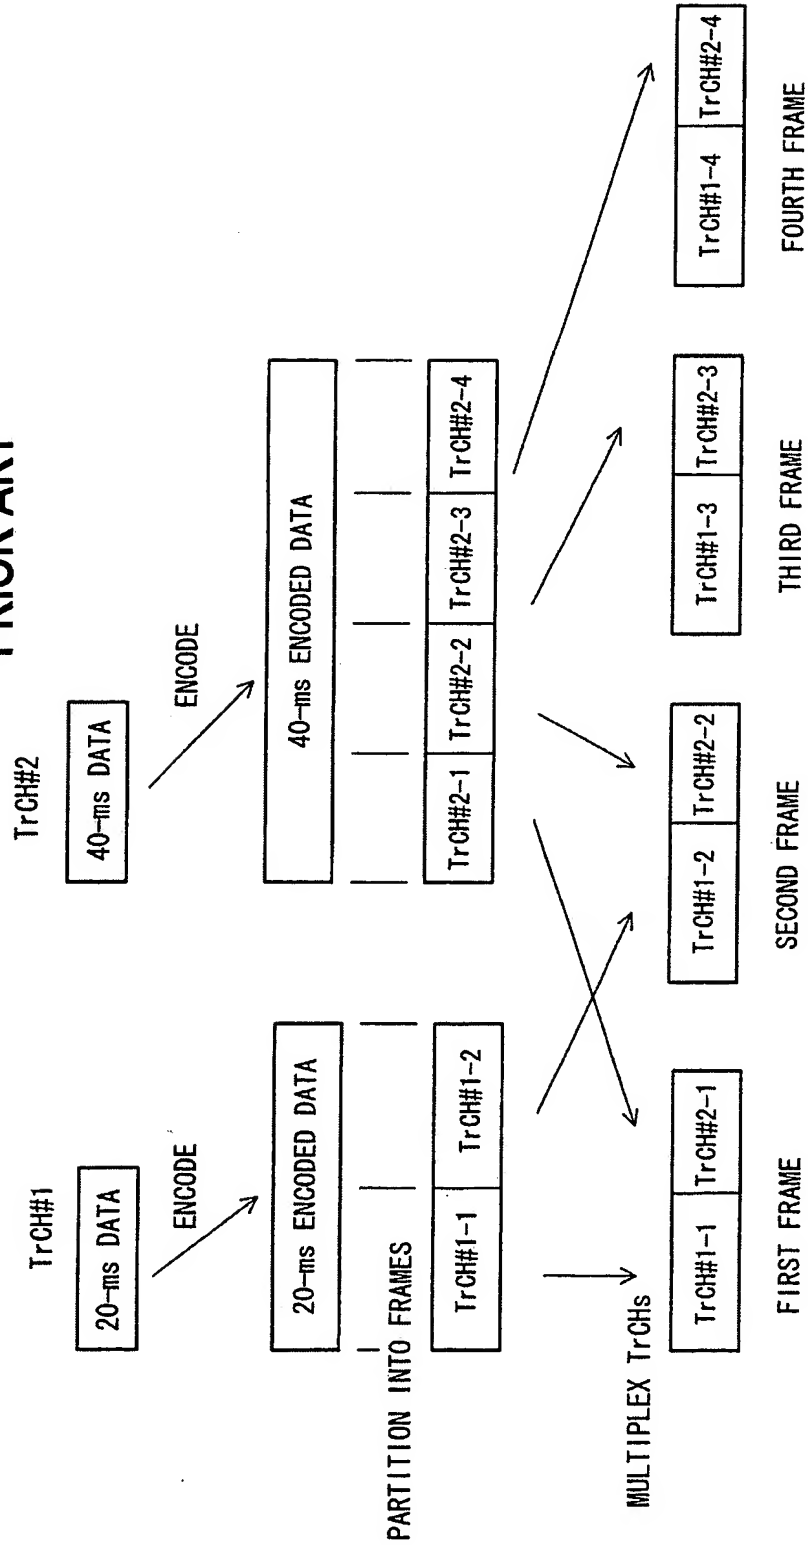 PRIOR ART
TrCH#1
TrCH#2
20-ms DATA
40-ms DATA
ENCODE
ENCODE
20-ms ENCODED DATA
40-ms ENCODED DATA
PARTITION INTO FRAMES
TrCH#1-1
TrCH#1-2
TrCH#2-1
TrCH#2-2
TrCH#2-3
TrCH#2-4
MULTIPLEX TrCHs
TrCH#1-1
TrCH#2-1
TrCH#1-2
TrCH#2-2
TrCH#1-3
TrCH#2-3
TrCH#1-4
TrCH#2-4
FIRST FRAME
SECOND FRAME
THIRD FRAME
FOURTH FRAME